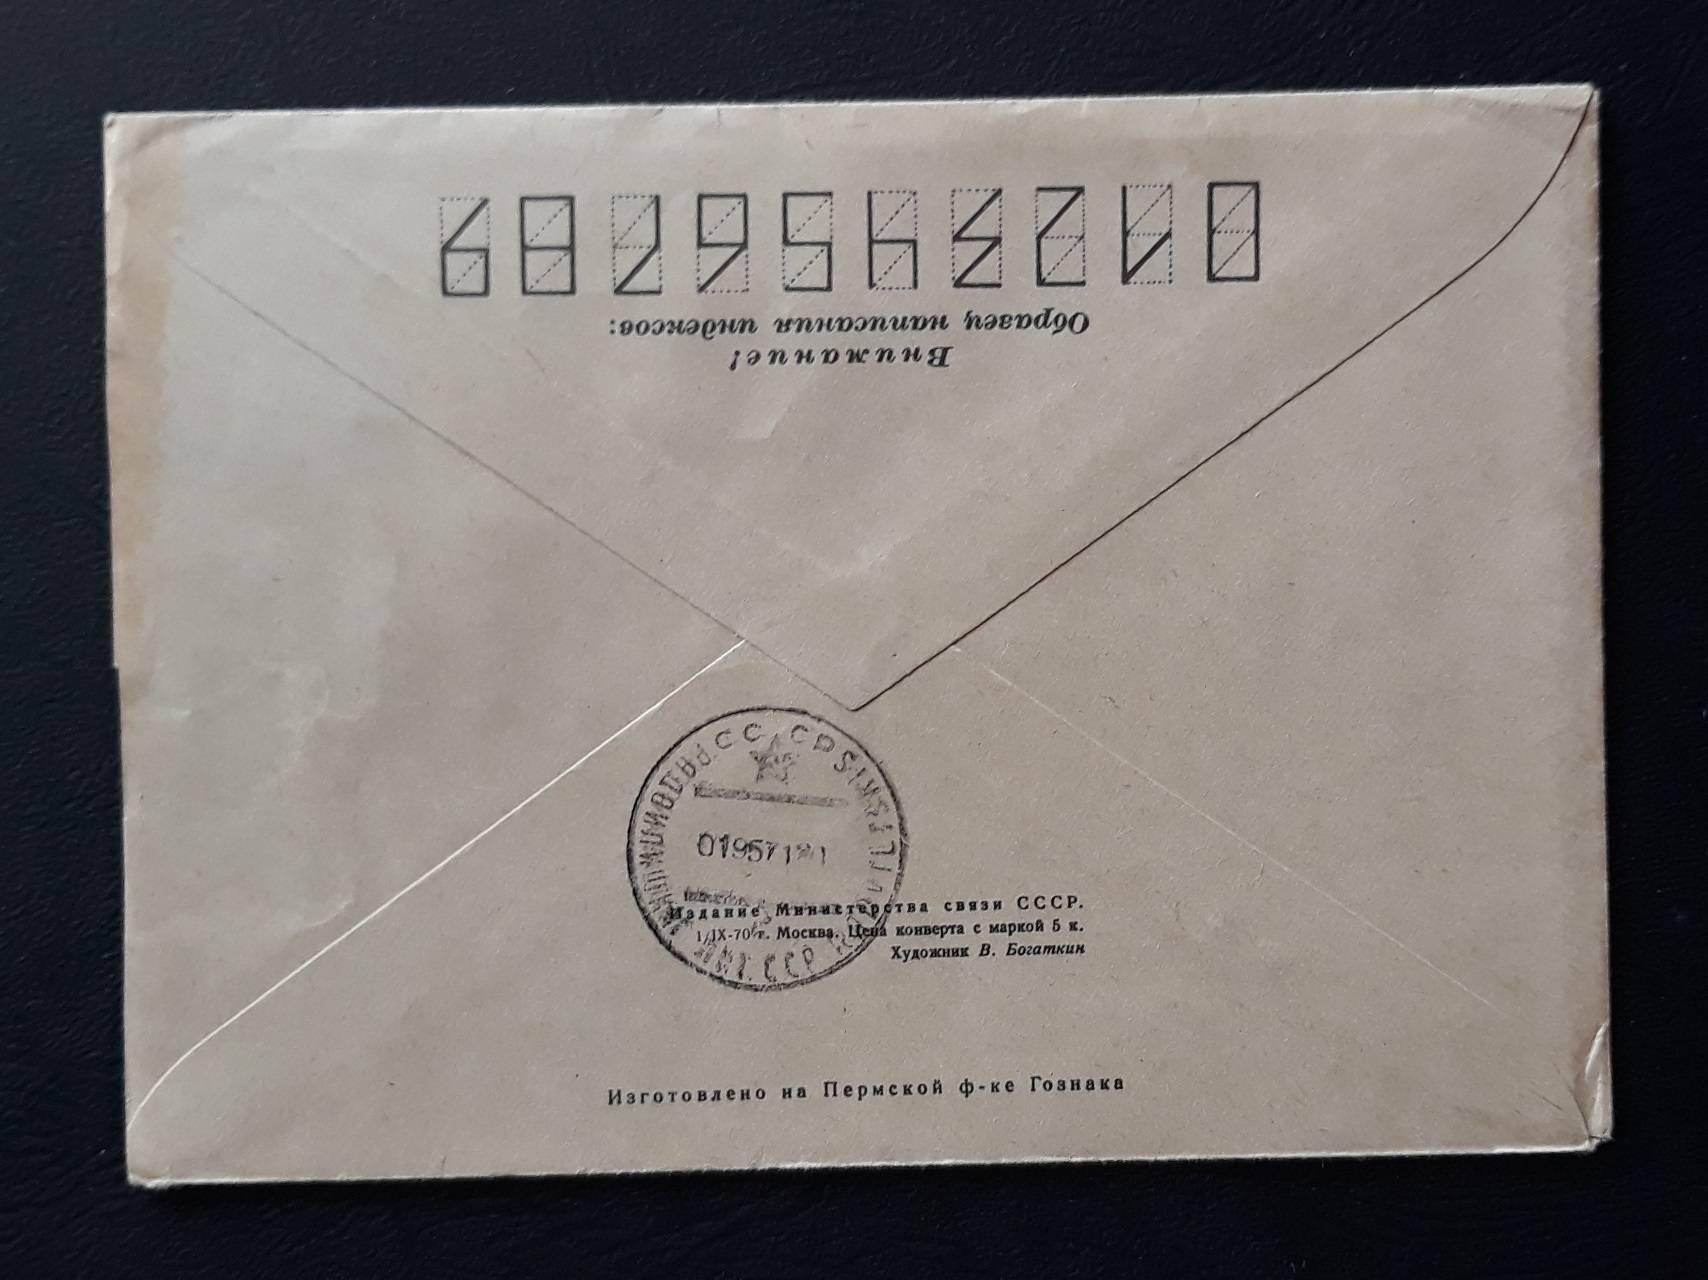 Внимание!
Образец написания индексов:
0123456789
Издание Министерства связи СССР.
1/IX-70 г. Москва. Цена конверта с маркой 5 к.
Художник В. Богаткин
Изготовлено на Пермской ф-ке Гознака